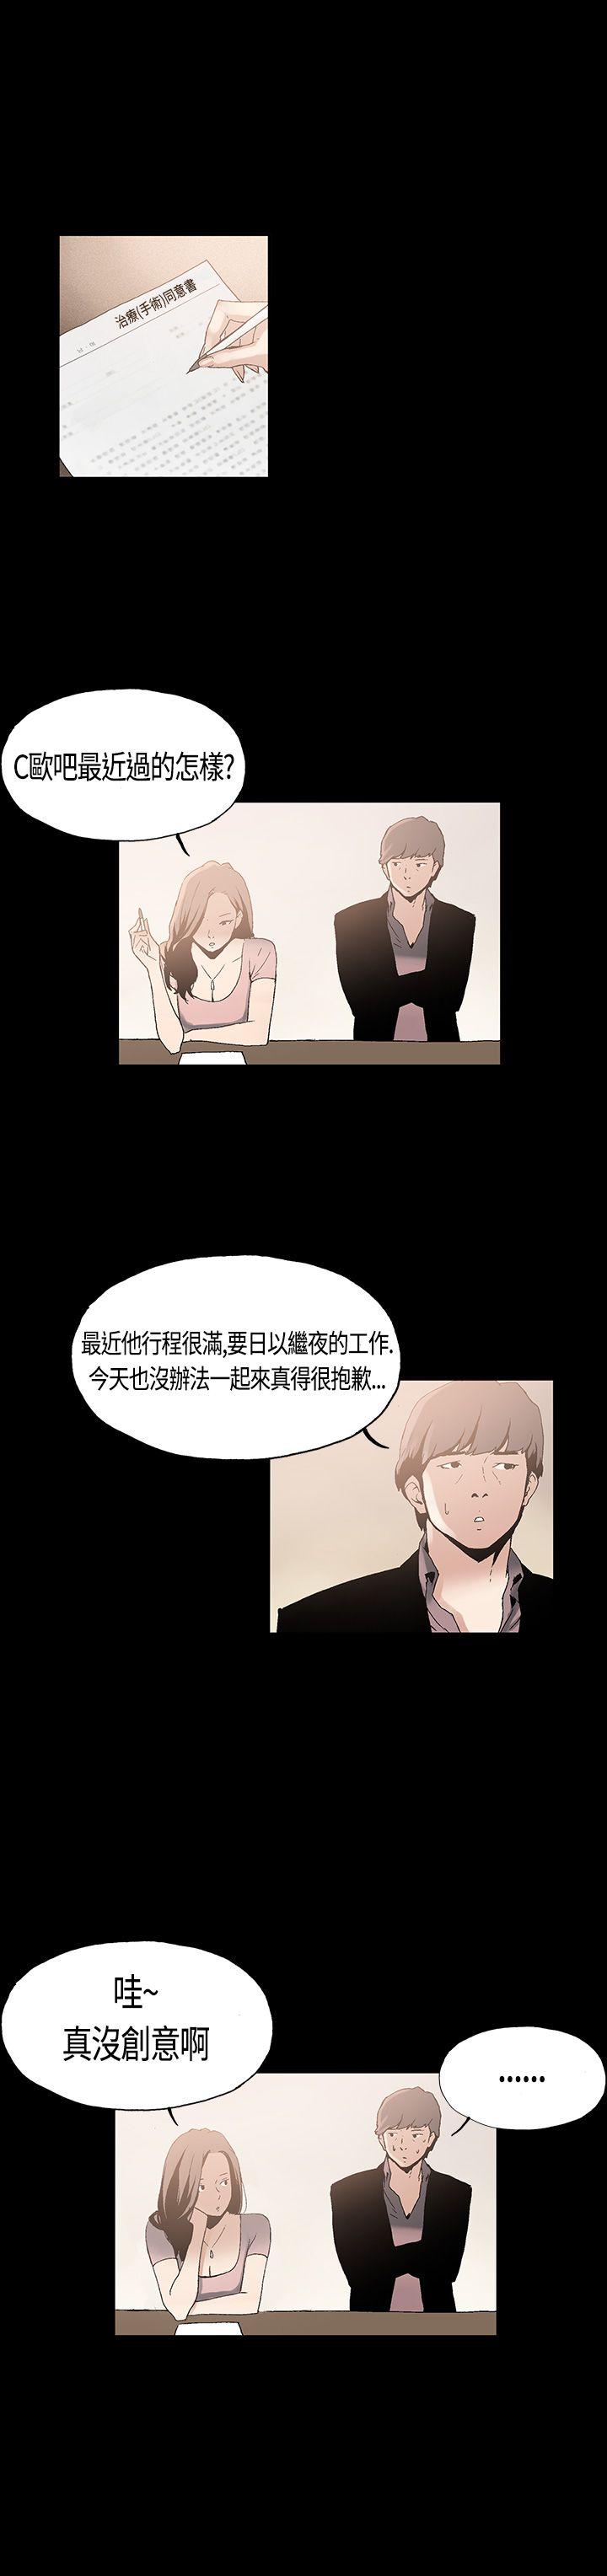 治療(手術)同意書
C歐吧最近過的怎樣?
最近他行程很滿,要日以繼夜的工作.
今天也沒辦法一起來真得很抱歉...
哇~
真沒創意啊
......